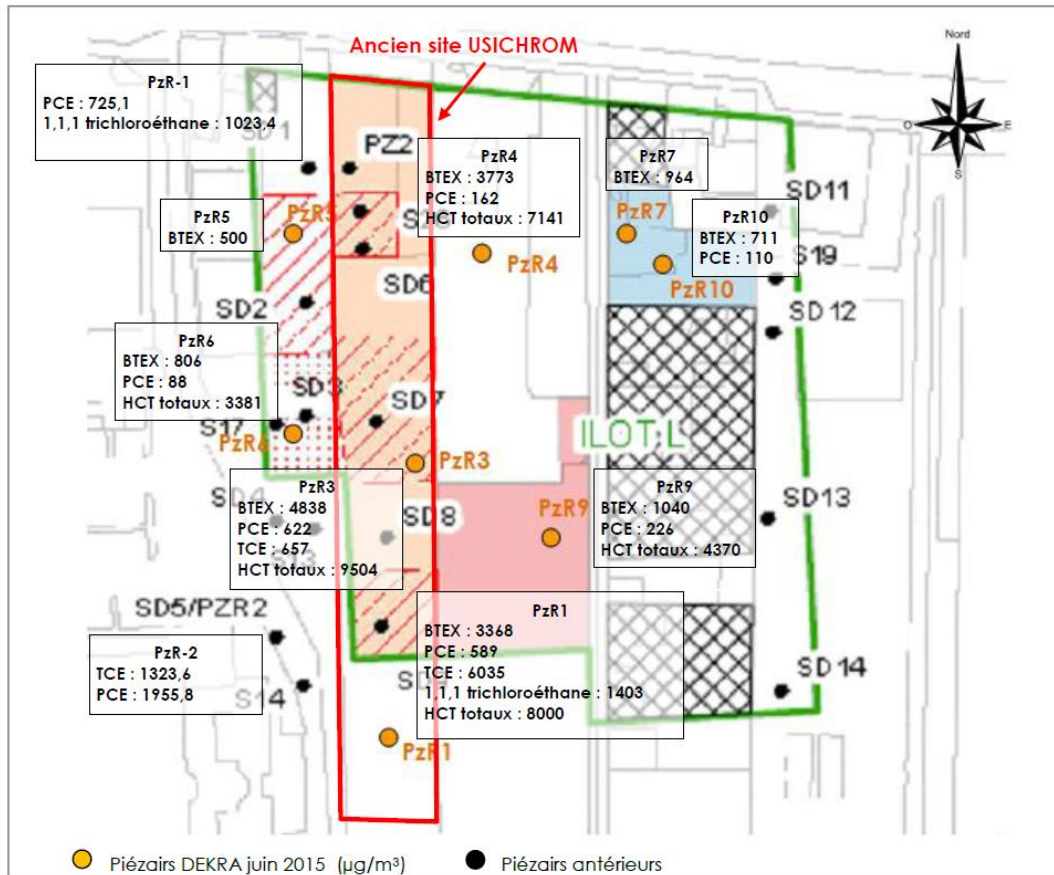 Ancien site USICHROM
Nord
O
E
S
PzR-1
PCE : 725,1
1,1,1 trichloroéthane : 1023,4
SD1
PZ2
PzR4
BTEX : 3773
PCE : 162
HCT totaux : 7141
PzR7
BTEX : 964
PzR5
BTEX : 500
PzR5
PzR4
PzR7
PzR10
BTEX : 711
PCE : 110
PzR10
SD11
S19
SD12
SD2
SD6
PzR6
BTEX : 806
PCE : 88
HCT totaux : 3381
SD3
S17
PzR6
SD7
ILOT L
PzR3
SD4
PzR3
BTEX : 4838
PCE : 622
TCE : 657
HCT totaux : 9504
SD8
PzR9
PzR9
BTEX : 1040
PCE : 226
HCT totaux : 4370
SD13
S13
SD5/PZR2
PzR-2
TCE : 1323,6
PCE : 1955,8
S14
PzR1
BTEX : 3368
PCE : 589
TCE : 6035
1,1,1 trichloroéthane : 1403
HCT totaux : 8000
SD14
PzR1
Piézairs DEKRA juin 2015 (µg/m³)
Piézairs antérieurs